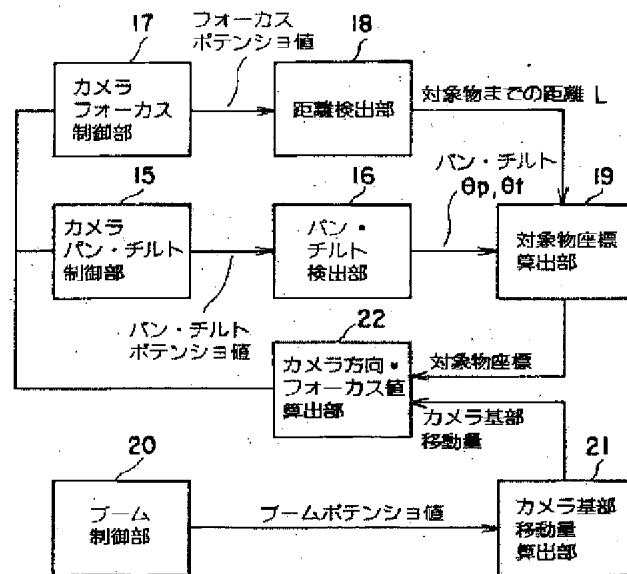 17
カメラ
フォーカス
制御部
フォーカス
ポテンショ値
18
距離検出部
対象物までの距離 L
15
カメラ
パン・チルト
制御部
パン・チルト
ポテンショ値
16
パン・
チルト
検出部
パン・チルト
θp, θt
19
対象物座標
算出部
22
カメラ方向・
フォーカス値
算出部
対象物座標
カメラ基部
移動量
20
ブーム
制御部
ブームポテンショ値
21
カメラ基部
移動量
算出部